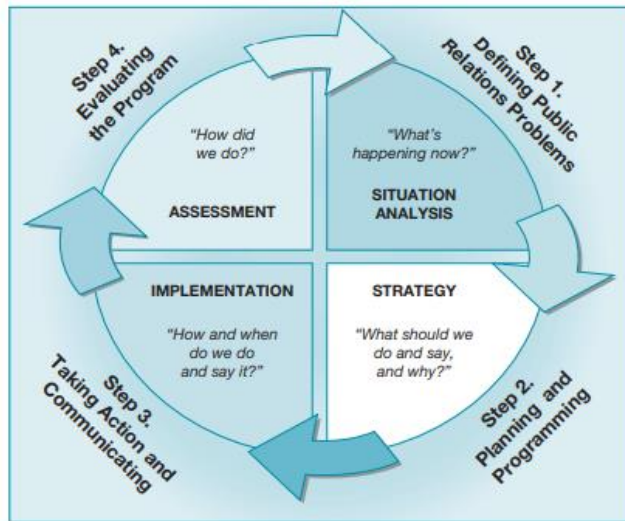 Step 1.
Defining Public
Relations Problems
“What’s
happening now?”
SITUATION
ANALYSIS
Step 2.
Planning and
Programming
STRATEGY
“What should we
do and say,
and why?”
Step 3.
Taking Action and
Communicating
IMPLEMENTATION
“How and when
do we do
and say it?”
Step 4.
Evaluating
the Program
“How did
we do?”
ASSESSMENT